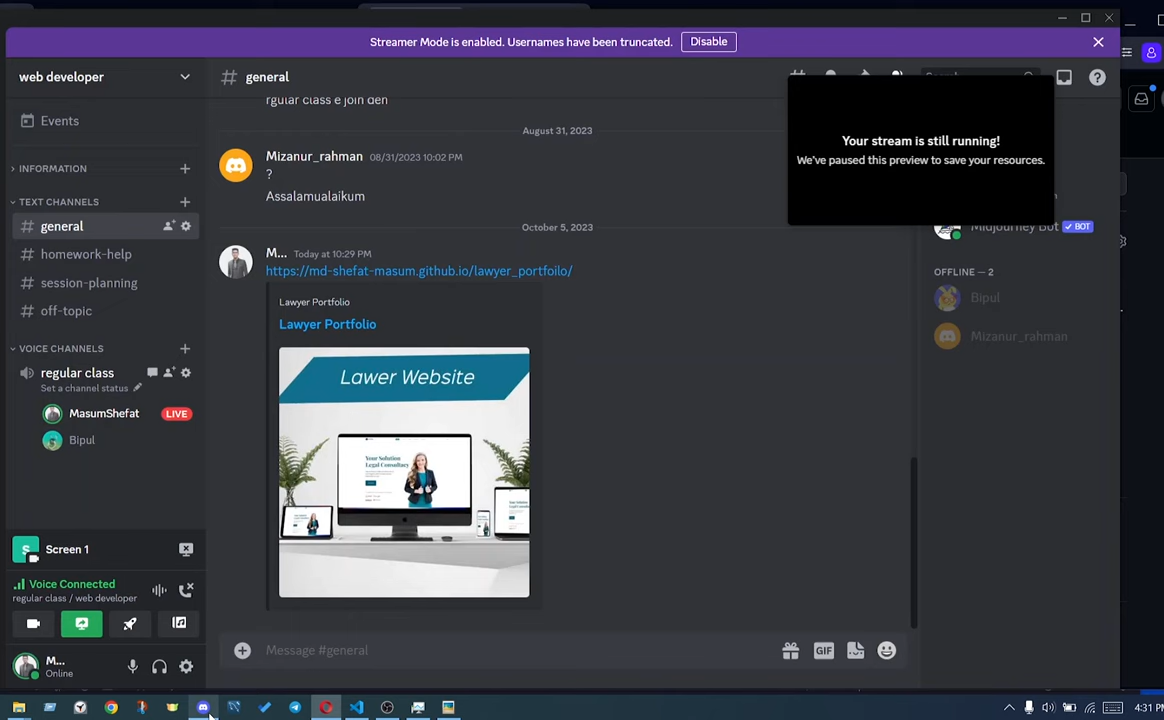 Streamer Mode is enabled. Usernames have been truncated.
Disable
web developer
general
Events
INFORMATION
TEXT CHANNELS
general
homework-help
session-planning
off-topic
VOICE CHANNELS
regular class
Set a channel status
MasumShefat
LIVE
Bipul
Screen 1
Voice Connected
regular class / web developer
M...
Online
rgular class e join den
August 31, 2023
Mizanur_rahman 08/31/2023 10:02 PM
?
Assalamualaikum
October 5, 2023
M... Today at 10:29 PM
https://md-shefat-masum.github.io/lawyer_portfoilo/
Lawyer Portfolio
Lawyer Portfolio
Lawer Website
Your Solution
Legal Consultancy
Message #general
GIF
Your stream is still running!
We've paused this preview to save your resources.
Midjourney Bot
BOT
OFFLINE — 2
Bipul
Mizanur_rahman
4:31 PM